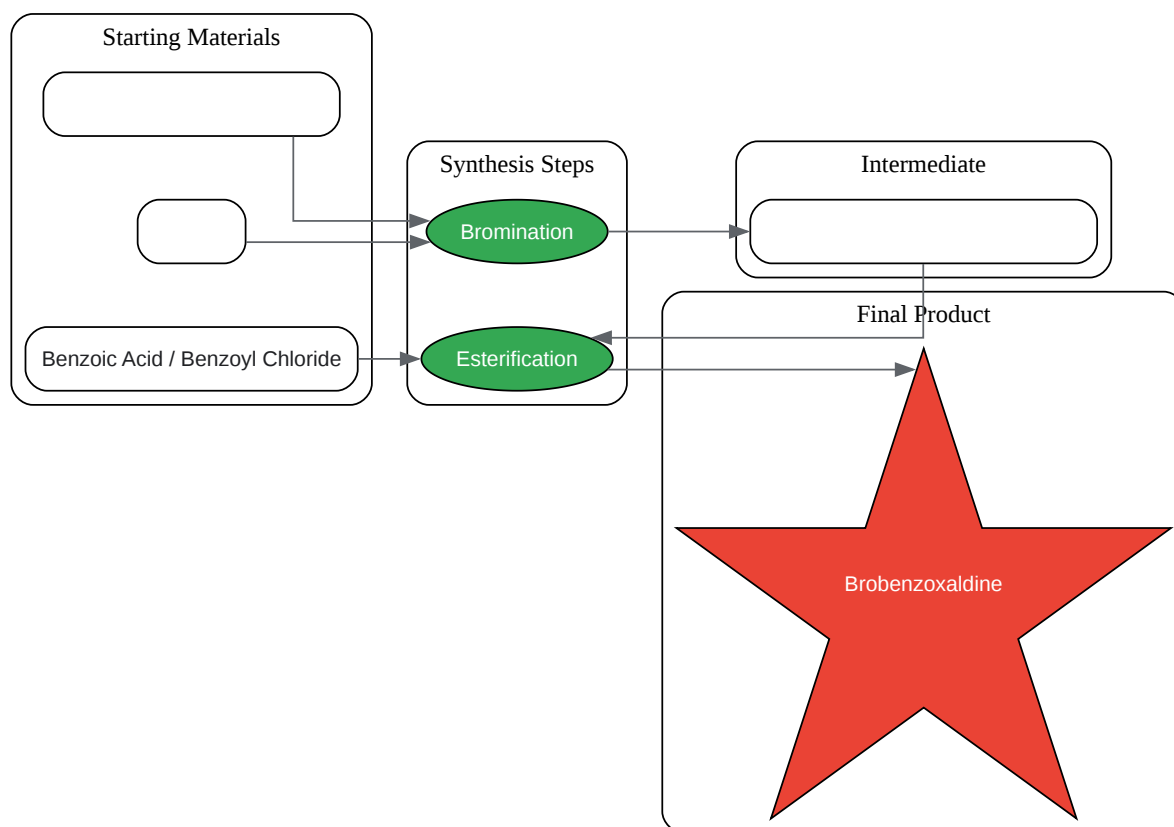 Starting Materials
Synthesis Steps
Intermediate
Bromination
Final Product
Benzoic Acid / Benzoyl Chloride
Esterification
Brobenzoxaldine